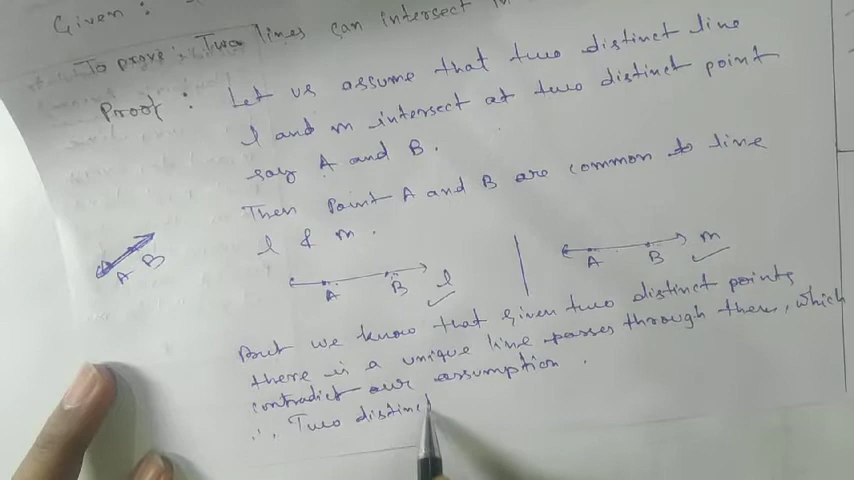 Given :
To prove : Two lines can intersect in
Proof : Let us assume that two distinct line
l and m intersect at two distinct point
say A and B.
Then Point A and B are common to line
l & m.
A B
A B l
A B m
But we know that given two distinct points
there is a unique line passes through them, which
contradict our assumption .
∴ Two distinc